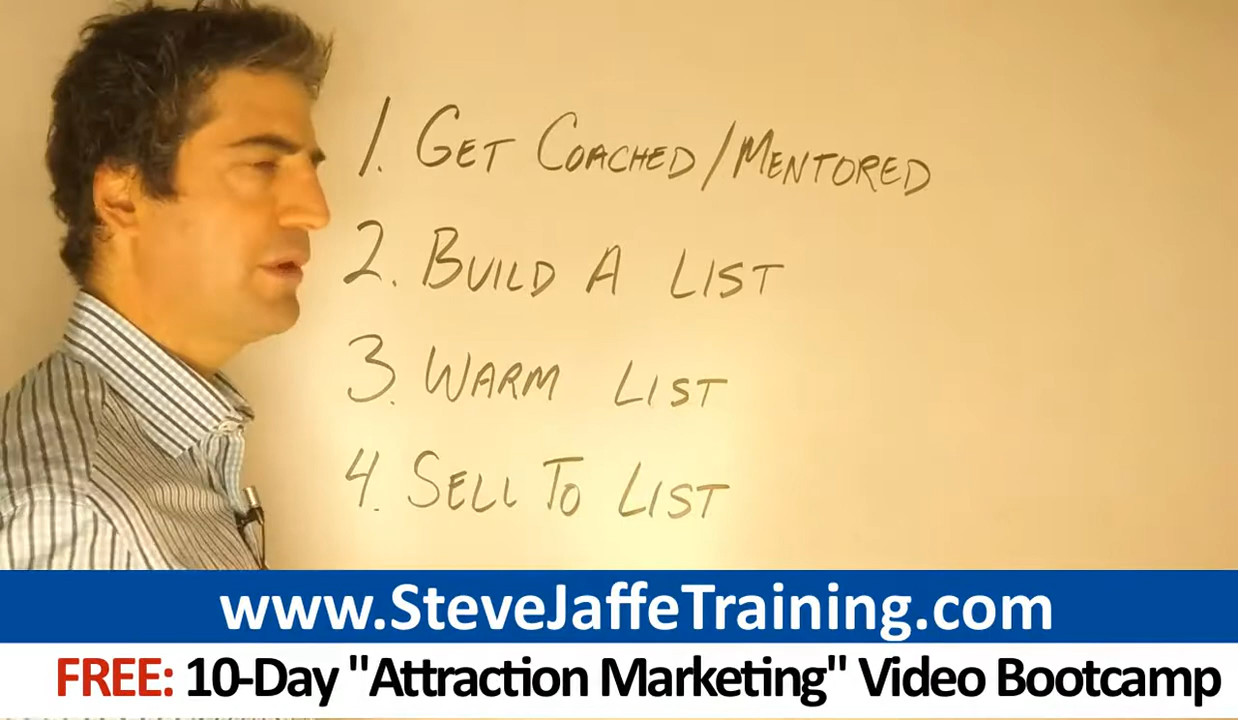 1. GET COACHED/MENTORED
2. BUILD A LIST
3. WARM LIST
4. SELL TO LIST
www.SteveJaffeTraining.com
FREE: 10-Day "Attraction Marketing" Video Bootcamp